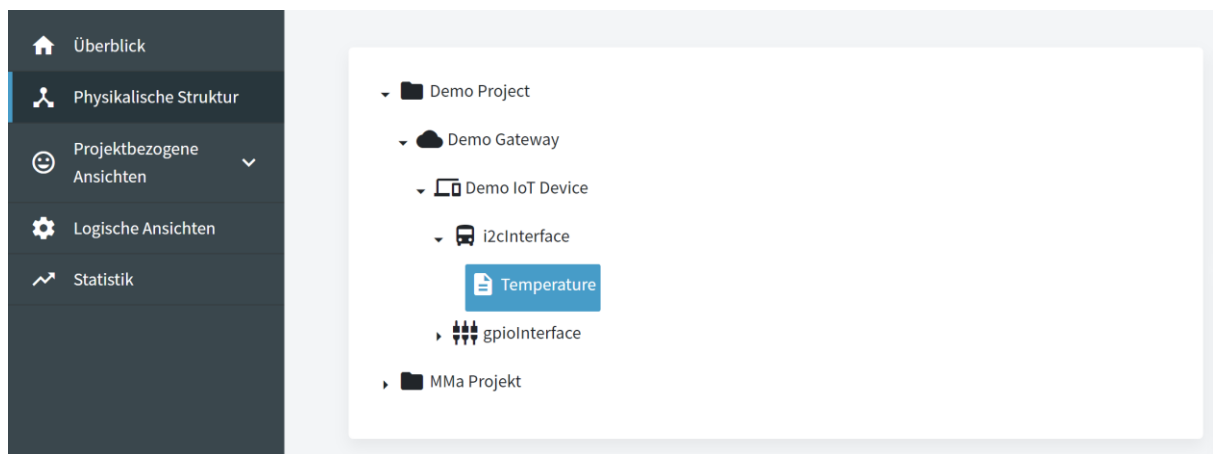 Überblick
Physikalische Struktur
Projektbezogene
Ansichten
Logische Ansichten
Statistik
Demo Project
Demo Gateway
Demo IoT Device
i2cInterface
Temperature
gpioInterface
MMa Projekt